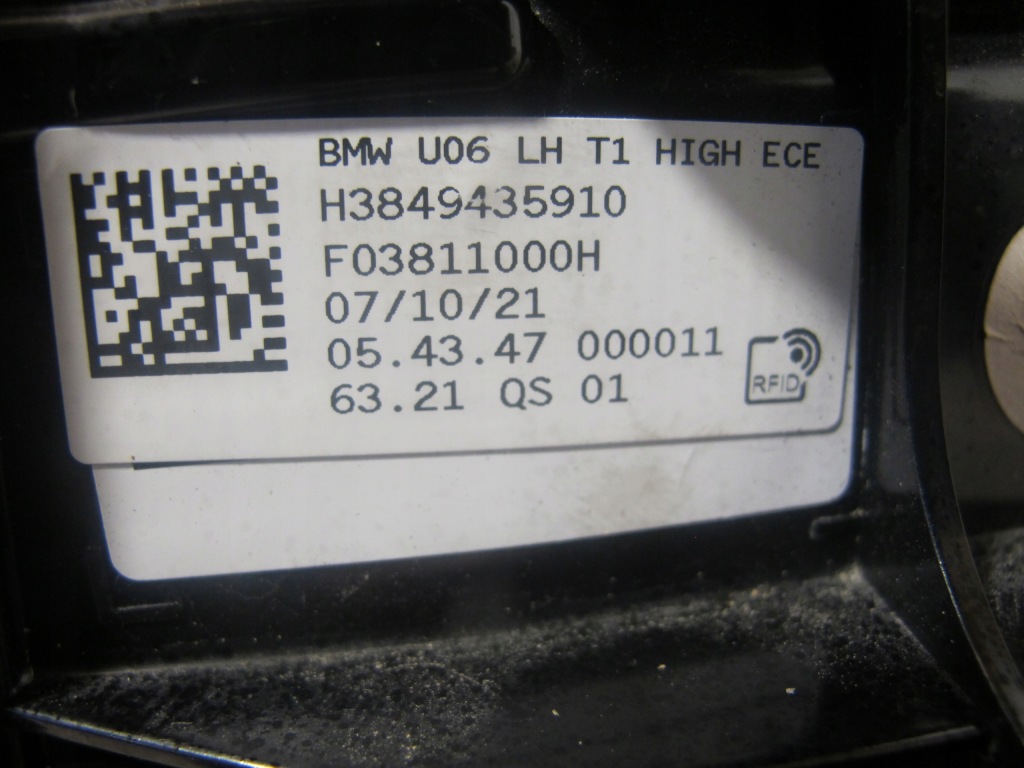 BMW U06 LH T1 HIGH ECE
H3849435910
F03811000H
07/10/21
05.43.47 000011
63.21 QS 01
RFID